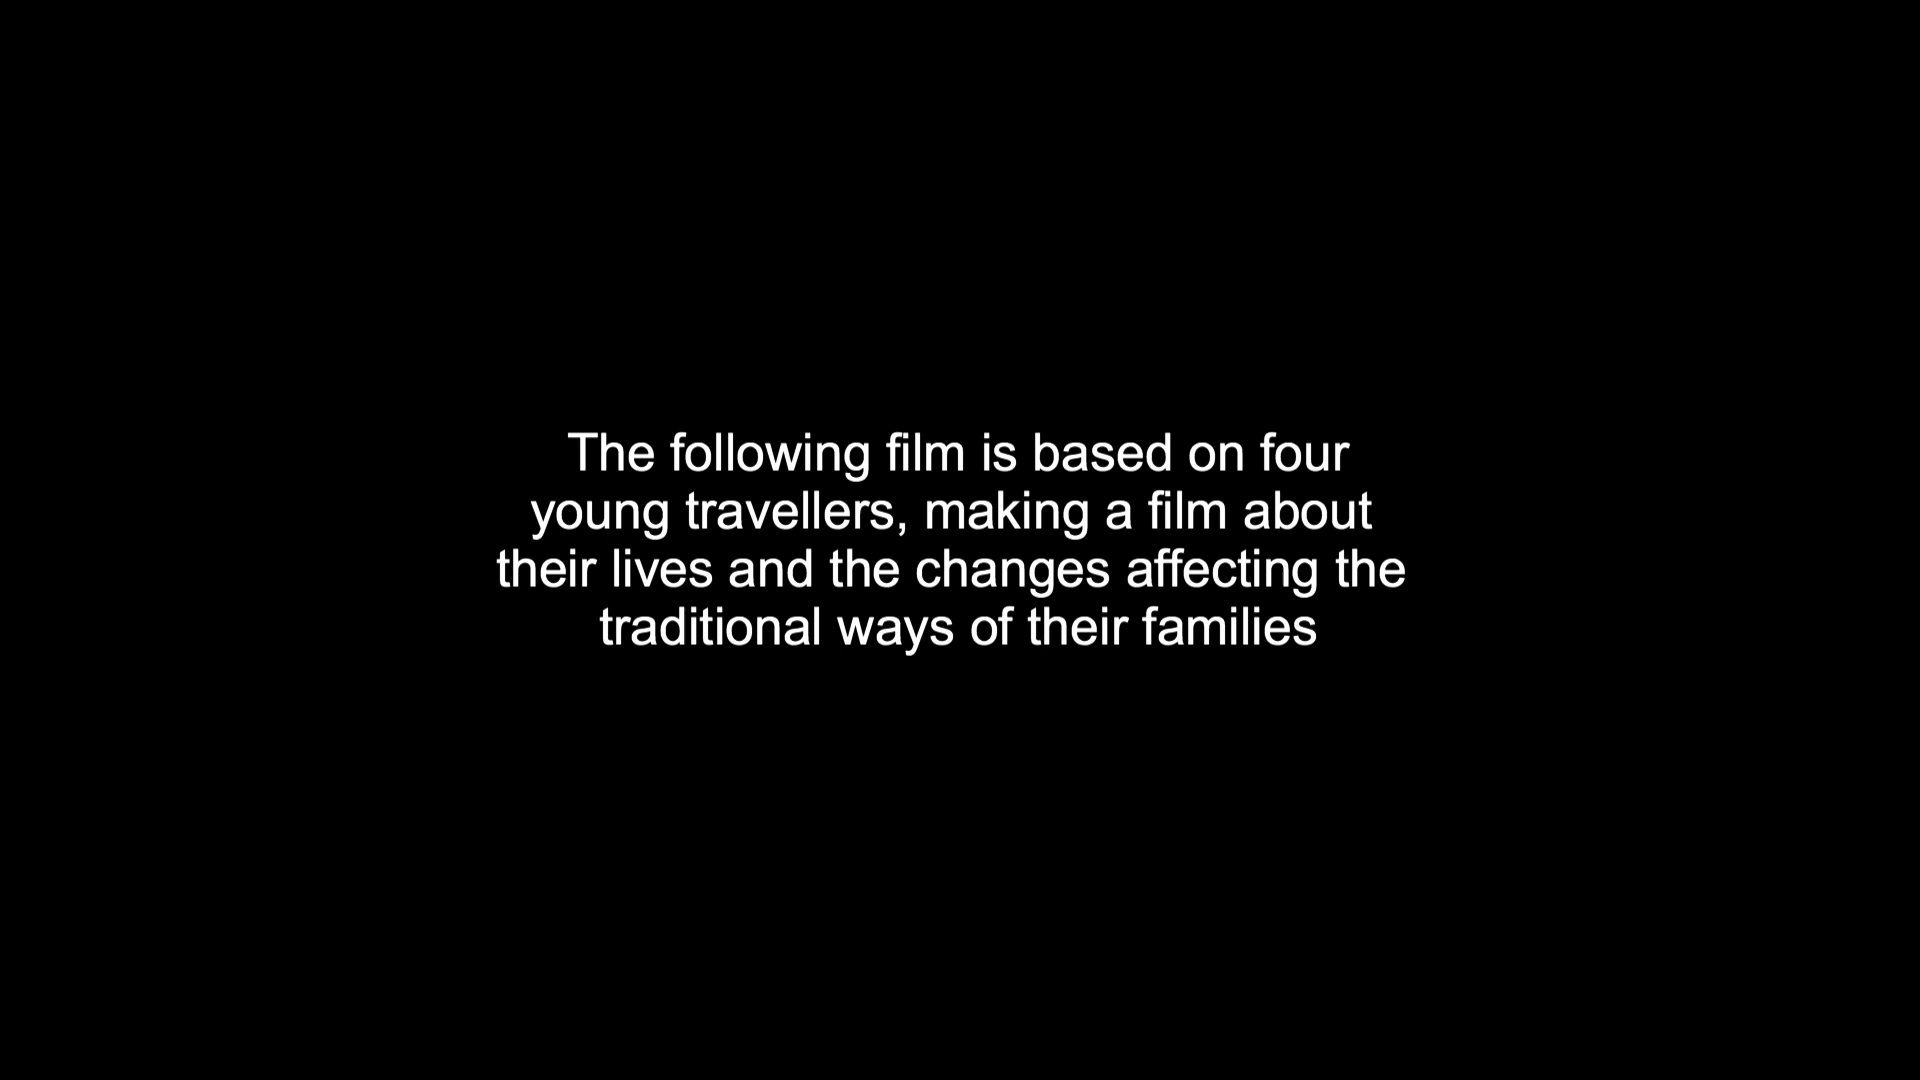 The following film is based on four
young travellers, making a film about
their lives and the changes affecting the
traditional ways of their families